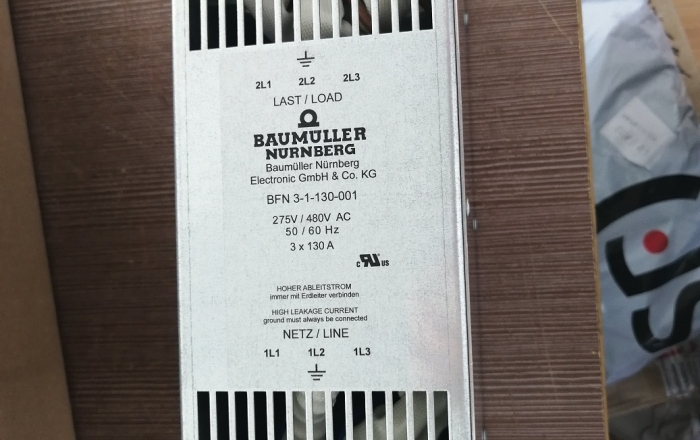 2L1 2L2 2L3
LAST / LOAD
BAUMÜLLER
NÜRNBERG
Baumüller Nürnberg
Electronic GmbH & Co. KG
BFN 3-1-130-001
275V / 480V AC
50 / 60 Hz
3 x 130 A
c RU us
HOHER ABLEITSTROM
immer mit Erdleiter verbinden
HIGH LEAKAGE CURRENT
ground must always be connected
NETZ / LINE
1L1 1L2 1L3